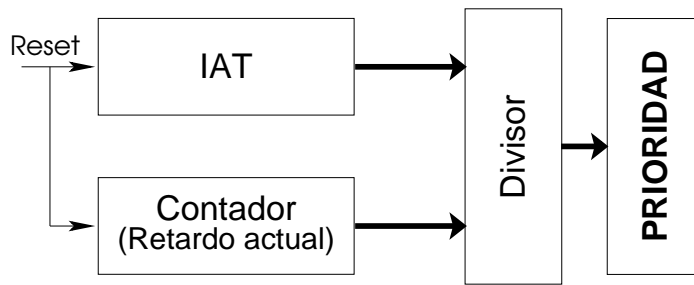 Reset
IAT
Contador
(Retardo actual)
Divisor
PRIORIDAD